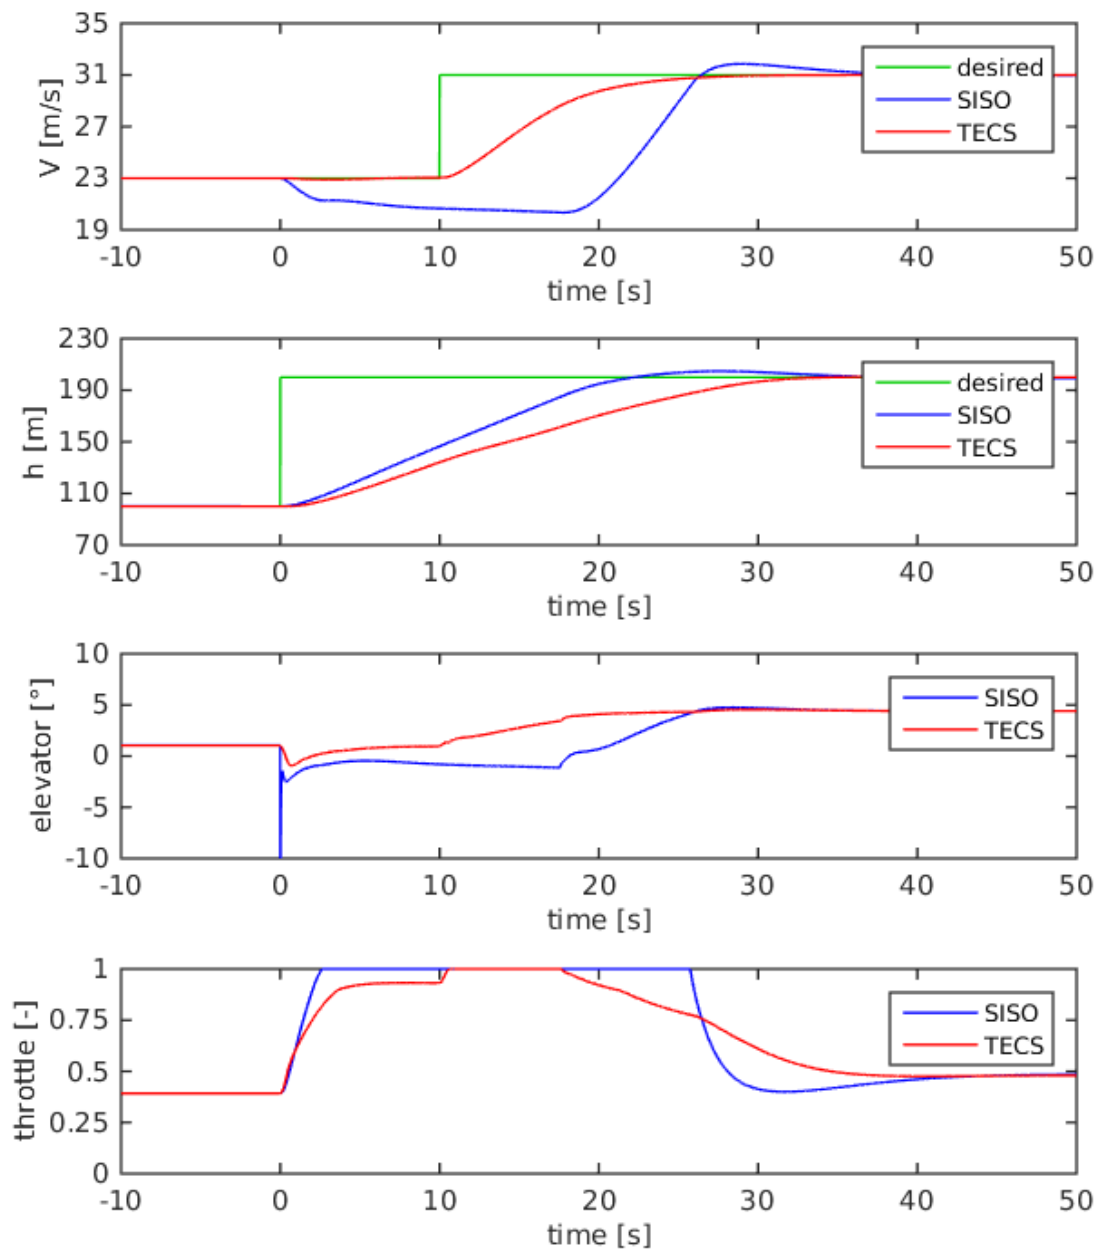 35
31
27
23
19
V [m/s]
desired
SISO
TECS
-10 0 10 20 30 40 50
time [s]
230
190
150
110
70
h [m]
desired
SISO
TECS
-10 0 10 20 30 40 50
time [s]
10
5
0
-5
-10
elevator [°]
SISO
TECS
-10 0 10 20 30 40 50
time [s]
1
0.75
0.5
0.25
0
throttle [-]
SISO
TECS
-10 0 10 20 30 40 50
time [s]